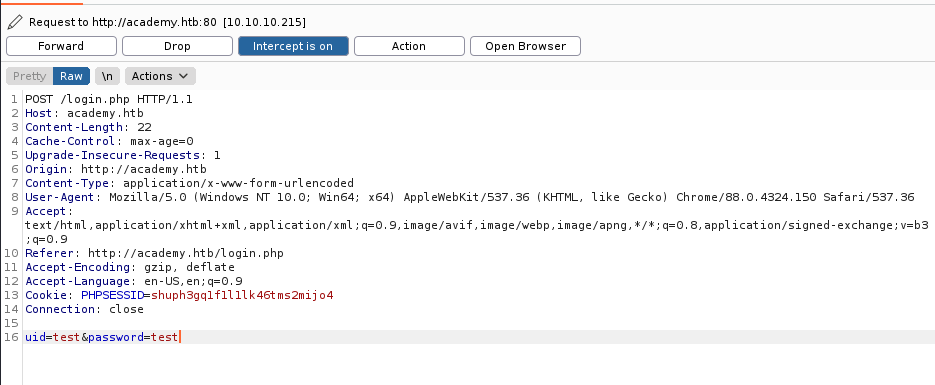 Request to http://academy.htb:80 [10.10.10.215]
Forward Drop Intercept is on Action Open Browser
Pretty Raw \n Actions
1 POST /login.php HTTP/1.1
2 Host: academy.htb
3 Content-Length: 22
4 Cache-Control: max-age=0
5 Upgrade-Insecure-Requests: 1
6 Origin: http://academy.htb
7 Content-Type: application/x-www-form-urlencoded
8 User-Agent: Mozilla/5.0 (Windows NT 10.0; Win64; x64) AppleWebKit/537.36 (KHTML, like Gecko) Chrome/88.0.4324.150 Safari/537.36
9 Accept:
text/html,application/xhtml+xml,application/xml;q=0.9,image/avif,image/webp,image/apng,*/*;q=0.8,application/signed-exchange;v=b3
;q=0.9
10 Referer: http://academy.htb/login.php
11 Accept-Encoding: gzip, deflate
12 Accept-Language: en-US,en;q=0.9
13 Cookie: PHPSESSID=shuph3gq1f1l1lk46tms2mijo4
14 Connection: close
15
16 uid=test&password=test